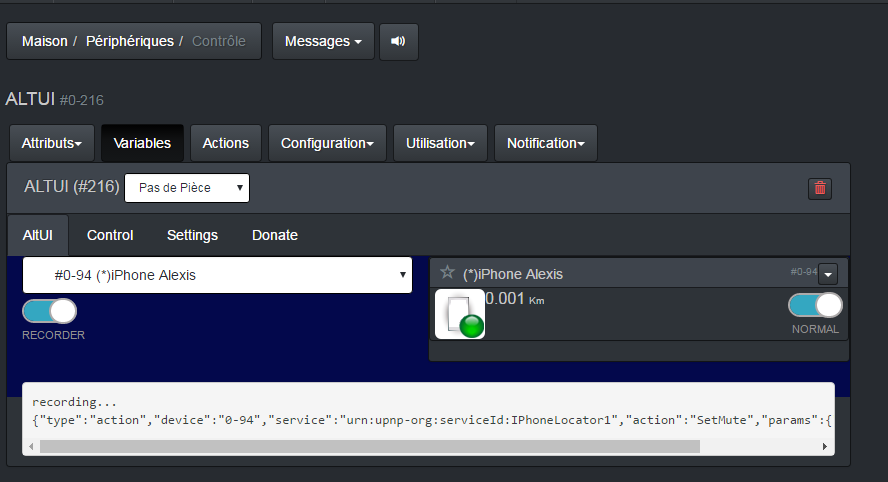 Maison / Périphériques / Contrôle Messages
ALTUI #0-216
Attributs Variables Actions Configuration Utilisation Notification
ALTUI (#216) Pas de Pièce
AltUI Control Settings Donate
#0-94 (*)iPhone Alexis
RECORDER
(*)iPhone Alexis #0-94
0.001 Km
NORMAL
recording...
{"type":"action","device":"0-94","service":"urn:upnp-org:serviceId:IPhoneLocator1","action":"SetMute","params":{